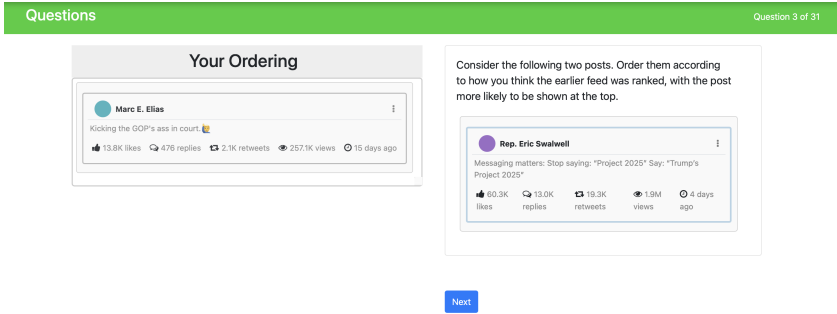 Questions
Question 3 of 31
Your Ordering
Marc E. Elias
Kicking the GOP's ass in court.🙋
13.8K likes 476 replies 2.1K retweets 257.1K views 15 days ago
Consider the following two posts. Order them according
to how you think the earlier feed was ranked, with the post
more likely to be shown at the top.
Rep. Eric Swalwell
Messaging matters: Stop saying: "Project 2025" Say: "Trump's
Project 2025"
60.3K 13.0K 19.3K 1.9M 4 days
likes replies retweets views ago
Next